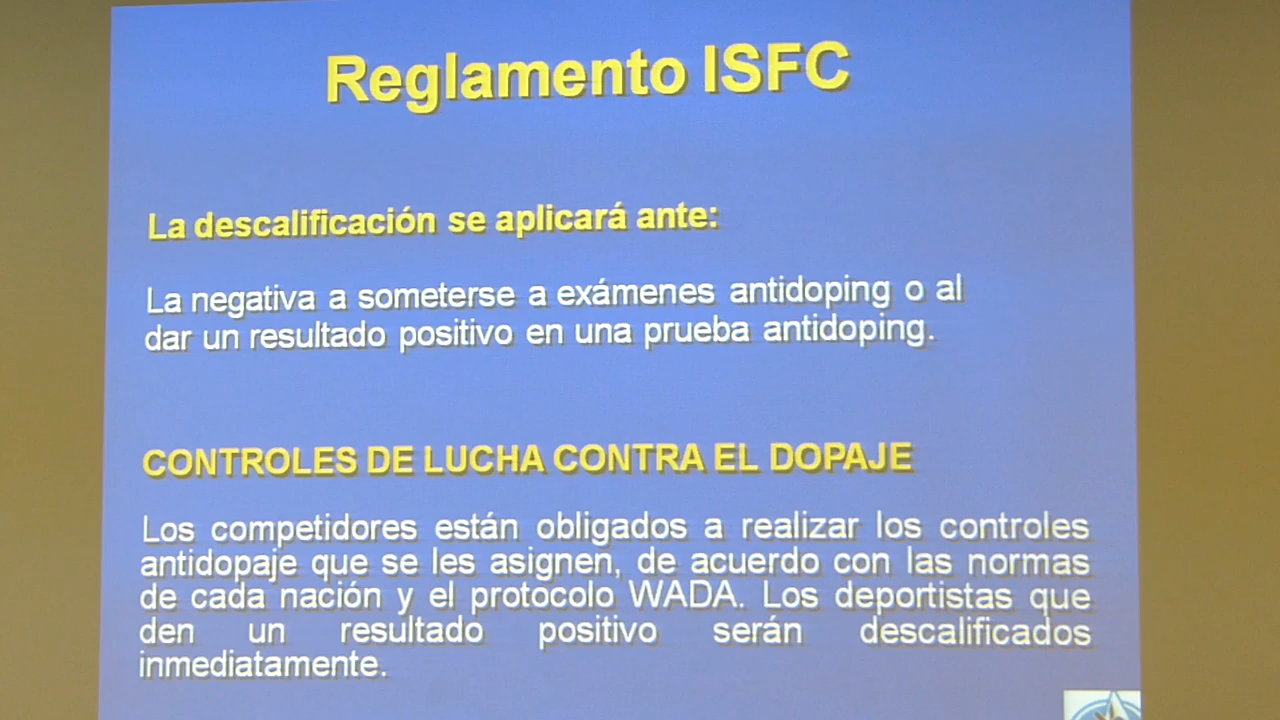 Reglamento ISFC
La descalificación se aplicará ante:
La negativa a someterse a exámenes antidoping o al
dar un resultado positivo en una prueba antidoping.
CONTROLES DE LUCHA CONTRA EL DOPAJE
Los competidores están obligados a realizar los controles
antidopaje que se les asignen, de acuerdo con las normas
de cada nación y el protocolo WADA. Los deportistas que
den un resultado positivo serán descalificados
inmediatamente.